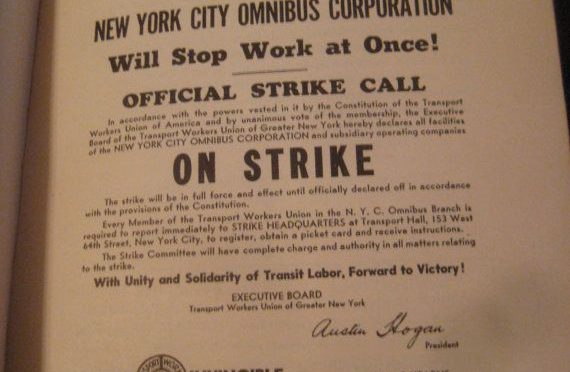 NEW YORK CITY OMNIBUS CORPORATION
Will Stop Work at Once!
OFFICIAL STRIKE CALL
In accordance with the powers vested in it by the Constitution of the Transport
Workers Union of America and by unanimous vote of the membership, the Executive
Board of the Transport Workers Union of Greater New York hereby declares all facilities
of the NEW YORK CITY OMNIBUS CORPORATION and subsidiary operating companies
ON STRIKE
The strike will be in full force and effect until officially declared off in accordance
with the provisions of the Constitution.
Every Member of the Transport Workers Union in the N. Y. C. Omnibus Branch is
required to report immediately to STRIKE HEADQUARTERS at Transport Hall, 153 West
64th Street, New York City, to register, obtain a picket card and receive instructions.
The Strike Committee will have complete charge and authority in all matters relating
to the strike.
With Unity and Solidarity of Transit Labor, Forward to Victory!
EXECUTIVE BOARD
Transport Workers Union of Greater New York
Austin Hogan
President
INVINCIBLE